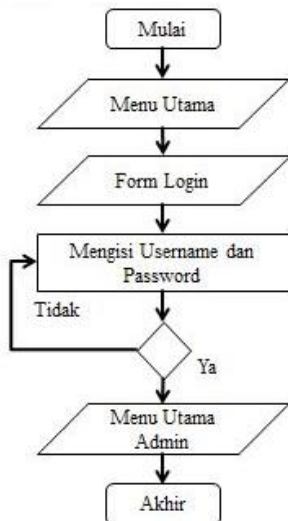 Mulai
Menu Utama
Form Login
Mengisi Username dan
Password
Tidak
Ya
Menu Utama
Admin
Akhir